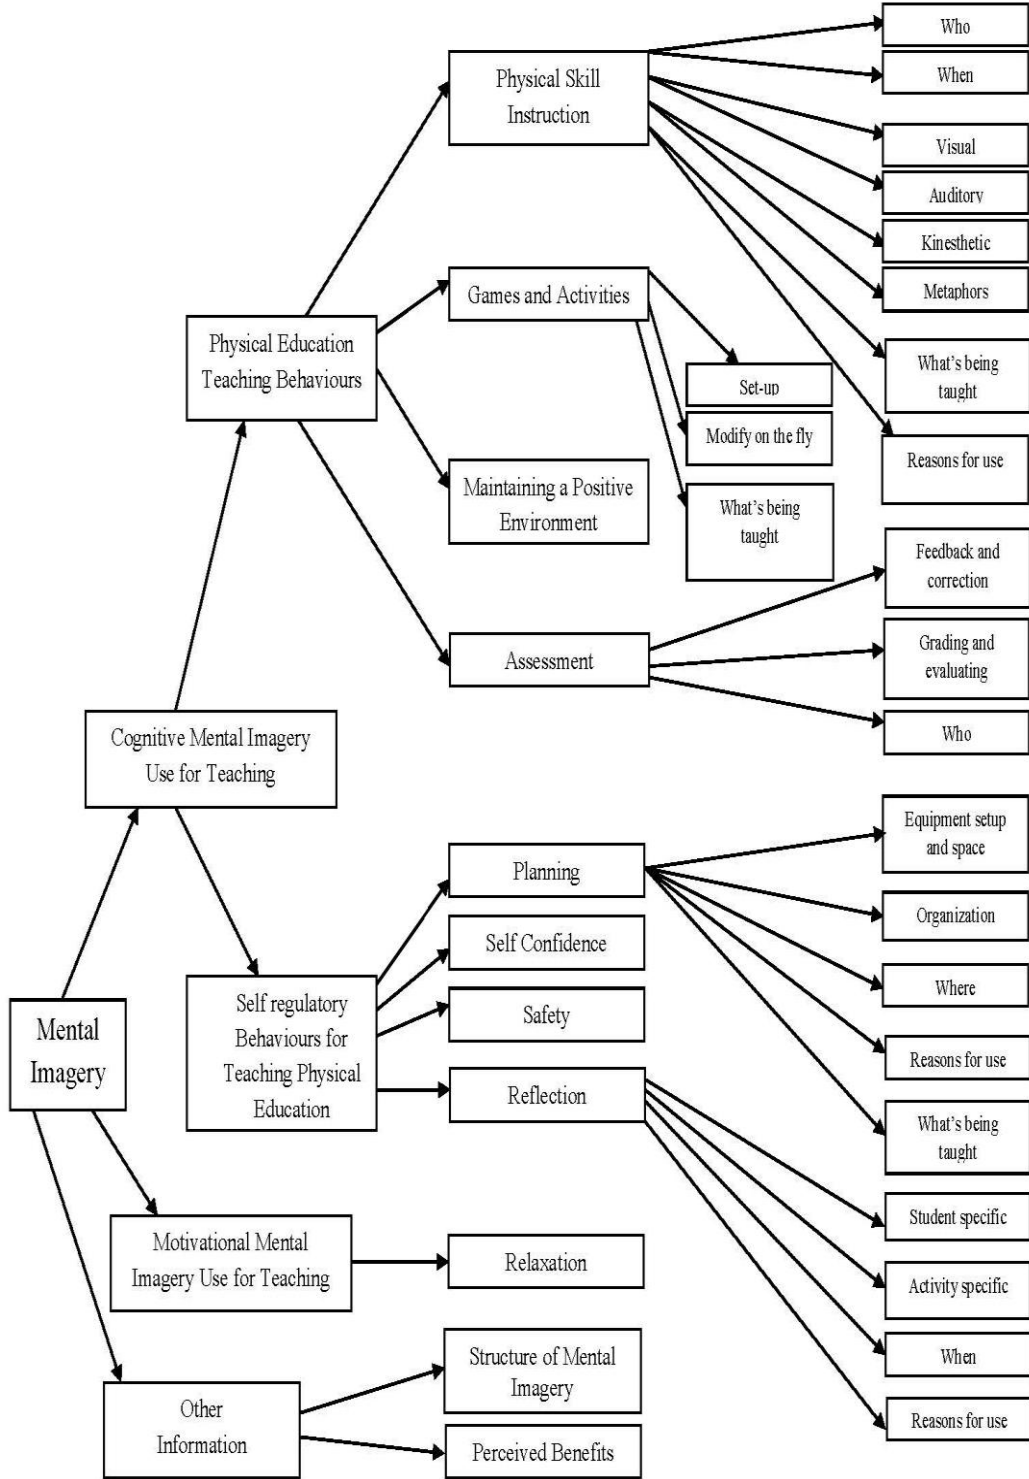 Who
When
Physical Skill
Instruction
Visual
Auditory
Kinesthetic
Metaphors
What's being
taught
Reasons for use
Games and Activities
Set-up
Modify on the fly
What's being
taught
Physical Education
Teaching Behaviours
Maintaining a Positive
Environment
Feedback and
correction
Assessment
Grading and
evaluating
Who
Cognitive Mental Imagery
Use for Teaching
Equipment setup
and space
Planning
Organization
Self Confidence
Where
Self regulatory
Behaviours for
Teaching Physical
Education
Safety
Reasons for use
Mental
Imagery
Reflection
What's being
taught
Student specific
Motivational Mental
Imagery Use for Teaching
Relaxation
Activity specific
When
Structure of Mental
Imagery
Other
Information
Reasons for use
Perceived Benefits